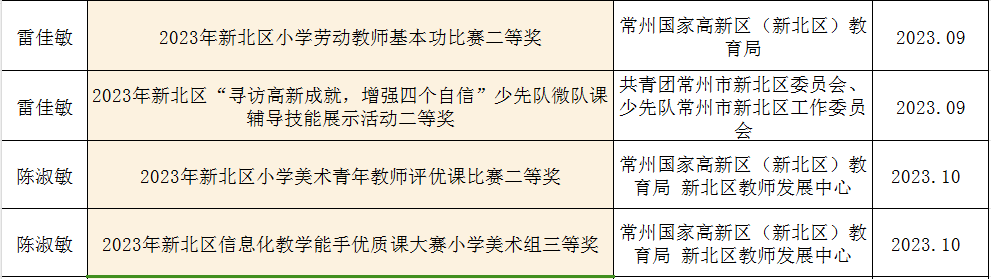 雷佳敏
2023年新北区小学劳动教师基本功比赛二等奖
常州国家高新区（新北区）教
育局
2023.09
雷佳敏
2023年新北区“寻访高新成就，增强四个自信”少先队微队课
辅导技能展示活动二等奖
共青团常州市新北区委员会、
少先队常州市新北区工作委员
会
2023.09
陈淑敏
2023年新北区小学美术青年教师评优课比赛二等奖
常州国家高新区（新北区）教
育局 新北区教师发展中心
2023.10
陈淑敏
2023年新北区信息化教学能手优质课大赛小学美术组三等奖
常州国家高新区（新北区）教
育局 新北区教师发展中心
2023.10